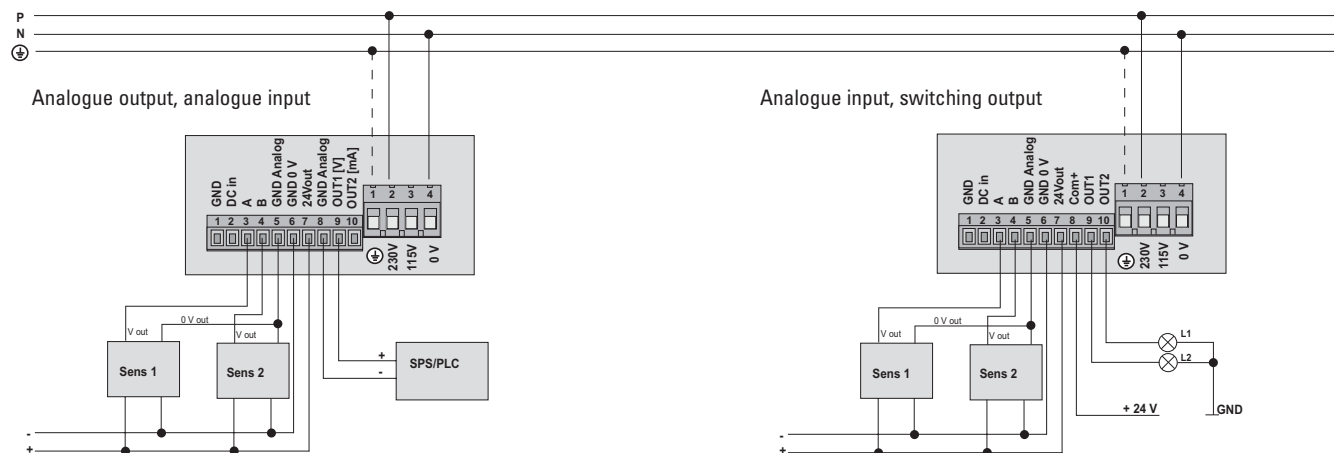 P
N
Analogue output, analogue input
GND
DC in
A
B
GND Analog
GND 0 V
24Vout
GND Analog
OUT1 [V]
OUT2 [mA]
1 2 3 4
1 2 3 4 5 6 7 8 9 10
230V
115V
0 V
0 V out
V out
V out
Sens 1
Sens 2
+
-
SPS/PLC
-
+
Analogue input, switching output
GND
DC in
A
B
GND Analog
GND 0 V
24Vout
Com+
OUT1
OUT2
1 2 3 4
1 2 3 4 5 6 7 8 9 10
230V
115V
0 V
0 V out
V out
V out
Sens 1
Sens 2
L1
L2
+ 24 V
GND
-
+